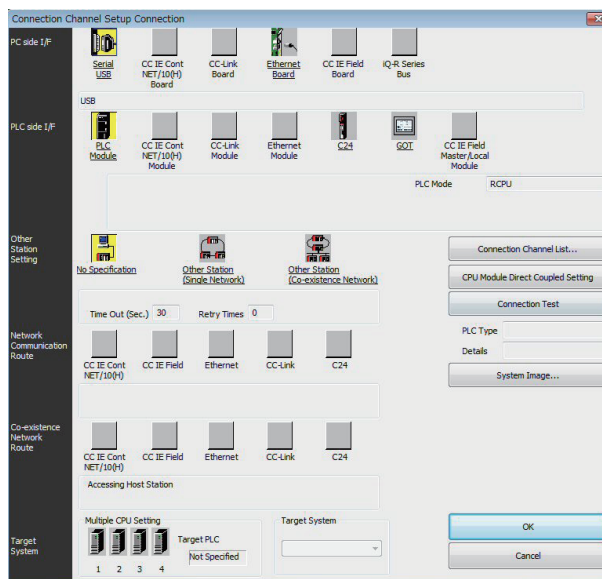 Connection Channel Setup Connection
PC side I/F
Serial
USB
CC IE Cont
NET/10(H)
Board
CC-Link
Board
Ethernet
Board
CC IE Field
Board
iQ-R Series
Bus
USB
PLC side I/F
PLC
Module
CC IE Cont
NET/10(H)
Module
CC-Link
Module
Ethernet
Module
C24
GOT
CC IE Field
Master/Local
Module
PLC Mode
RCPU
Other
Station
Setting
No Specification
Other Station
(Single Network)
Other Station
(Co-existence Network)
Connection Channel List...
CPU Module Direct Coupled Setting
Time Out (Sec.) 30
Retry Times 0
Connection Test
PLC Type
Details
System Image...
Network
Communication
Route
CC IE Cont
NET/10(H)
CC IE Field
Ethernet
CC-Link
C24
Co-existence
Network
Route
CC IE Cont
NET/10(H)
CC IE Field
Ethernet
CC-Link
C24
Accessing Host Station
Target
System
Multiple CPU Setting
1 2 3 4
Target PLC
Not Specified
Target System
OK
Cancel